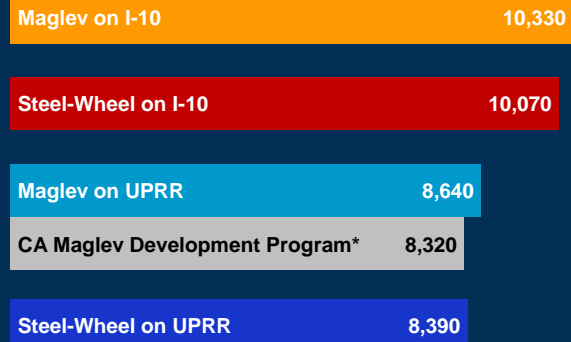 Maglev on I-10 10,330
Steel-Wheel on I-10 10,070
Maglev on UPRR 8,640
CA Maglev Development Program* 8,320
Steel-Wheel on UPRR 8,390